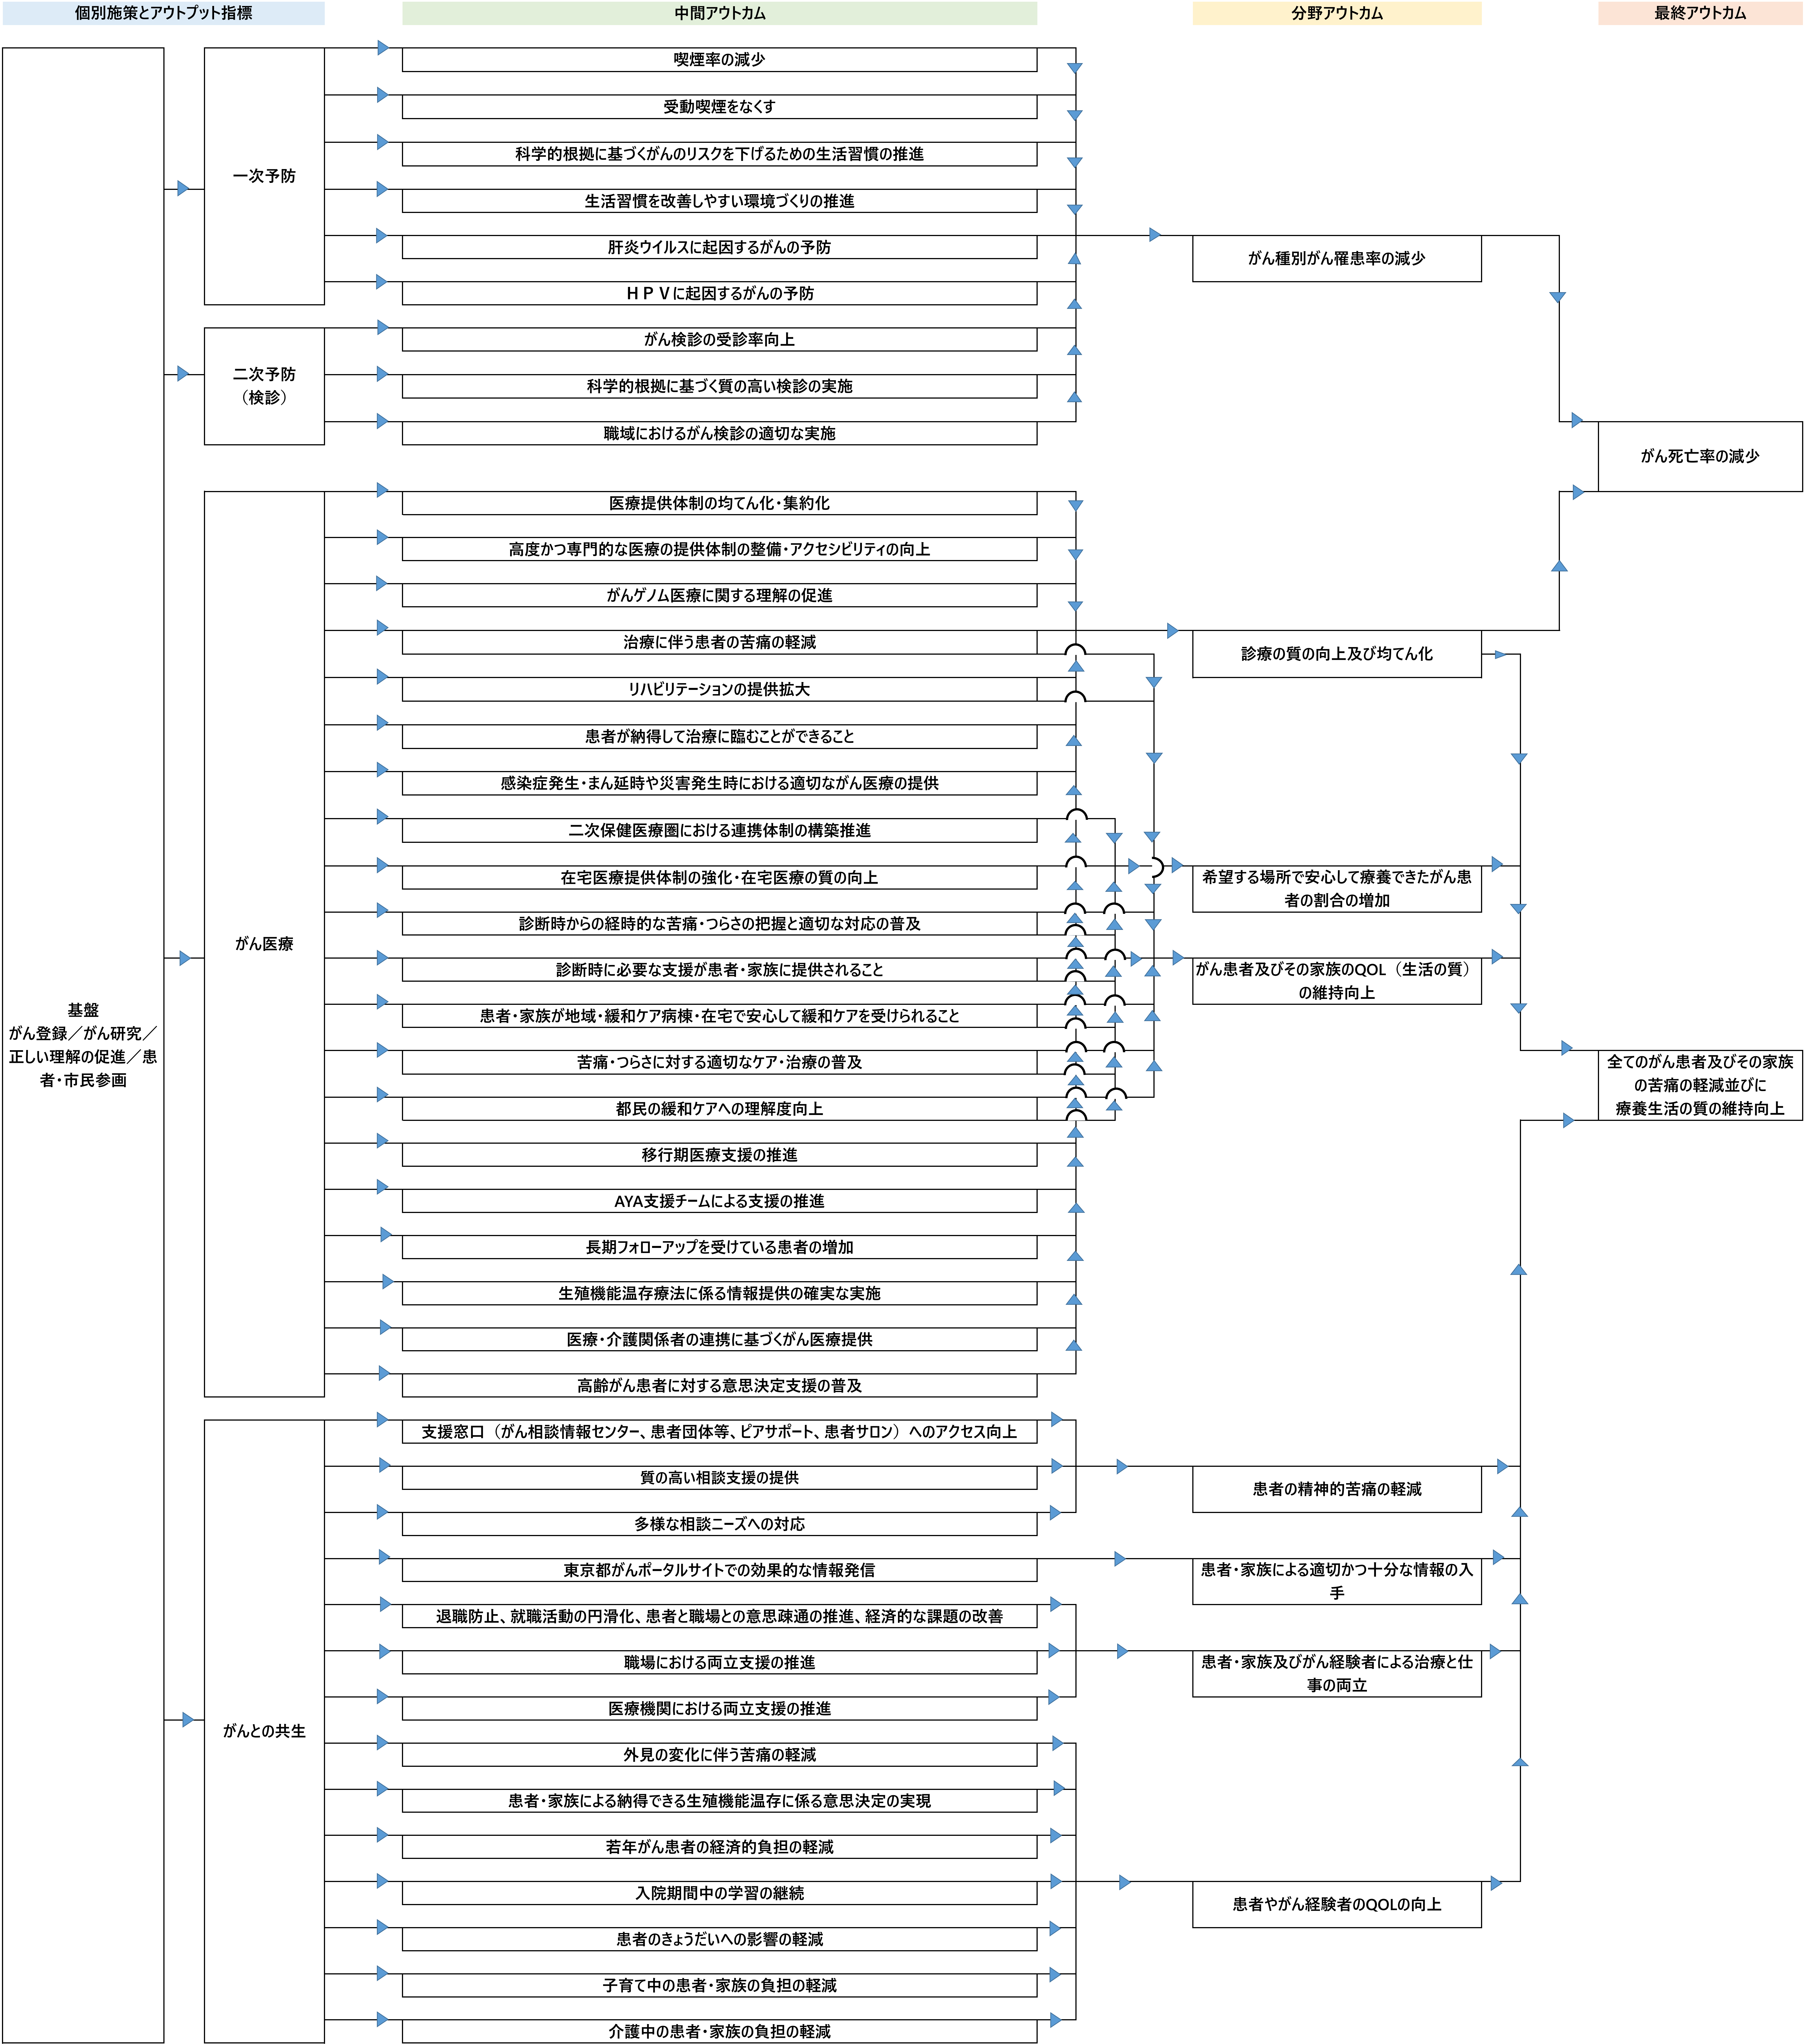 個別施策とアウトプット指標
中間アウトカム
分野アウトカム
最終アウトカム
基盤
がん登録／がん研究／
正しい理解の促進／患
者・市民参画
一次予防
喫煙率の減少
受動喫煙をなくす
科学的根拠に基づくがんのリスクを下げるための生活習慣の推進
生活習慣を改善しやすい環境づくりの推進
肝炎ウイルスに起因するがんの予防
ＨＰＶに起因するがんの予防
二次予防
（検診）
がん検診の受診率向上
科学的根拠に基づく質の高い検診の実施
職域におけるがん検診の適切な実施
がん種別がん罹患率の減少
がん死亡率の減少
がん医療
医療提供体制の均てん化・集約化
高度かつ専門的な医療の提供体制の整備・アクセシビリティの向上
がんゲノム医療に関する理解の促進
治療に伴う患者の苦痛の軽減
リハビリテーションの提供拡大
患者が納得して治療に臨むことができること
感染症発生・まん延時や災害発生時における適切ながん医療の提供
二次保健医療圏における連携体制の構築推進
在宅医療提供体制の強化・在宅医療の質の向上
診断時からの経時的な苦痛・つらさの把握と適切な対応の普及
診断時に必要な支援が患者・家族に提供されること
患者・家族が地域・緩和ケア病棟・在宅で安心して緩和ケアを受けられること
苦痛・つらさに対する適切なケア・治療の普及
都民の緩和ケアへの理解度向上
移行期医療支援の推進
AYA支援チームによる支援の推進
長期フォローアップを受けている患者の増加
生殖機能温存療法に係る情報提供の確実な実施
医療・介護関係者の連携に基づくがん医療提供
高齢がん患者に対する意思決定支援の普及
診療の質の向上及び均てん化
希望する場所で安心して療養できたがん患
者の割合の増加
がん患者及びその家族のQOL（生活の質）
の維持向上
全てのがん患者及びその家族
の苦痛の軽減並びに
療養生活の質の維持向上
がんとの共生
支援窓口（がん相談情報センター、患者団体等、ピアサポート、患者サロン）へのアクセス向上
質の高い相談支援の提供
多様な相談ニーズへの対応
東京都がんポータルサイトでの効果的な情報発信
退職防止、就職活動の円滑化、患者と職場との意思疎通の推進、経済的な課題の改善
職場における両立支援の推進
医療機関における両立支援の推進
外見の変化に伴う苦痛の軽減
患者・家族による納得できる生殖機能温存に係る意思決定の実現
若年がん患者の経済的負担の軽減
入院期間中の学習の継続
患者のきょうだいへの影響の軽減
子育て中の患者・家族の負担の軽減
介護中の患者・家族の負担の軽減
患者の精神的苦痛の軽減
患者・家族による適切かつ十分な情報の入
手
患者・家族及びがん経験者による治療と仕
事の両立
患者やがん経験者のQOLの向上